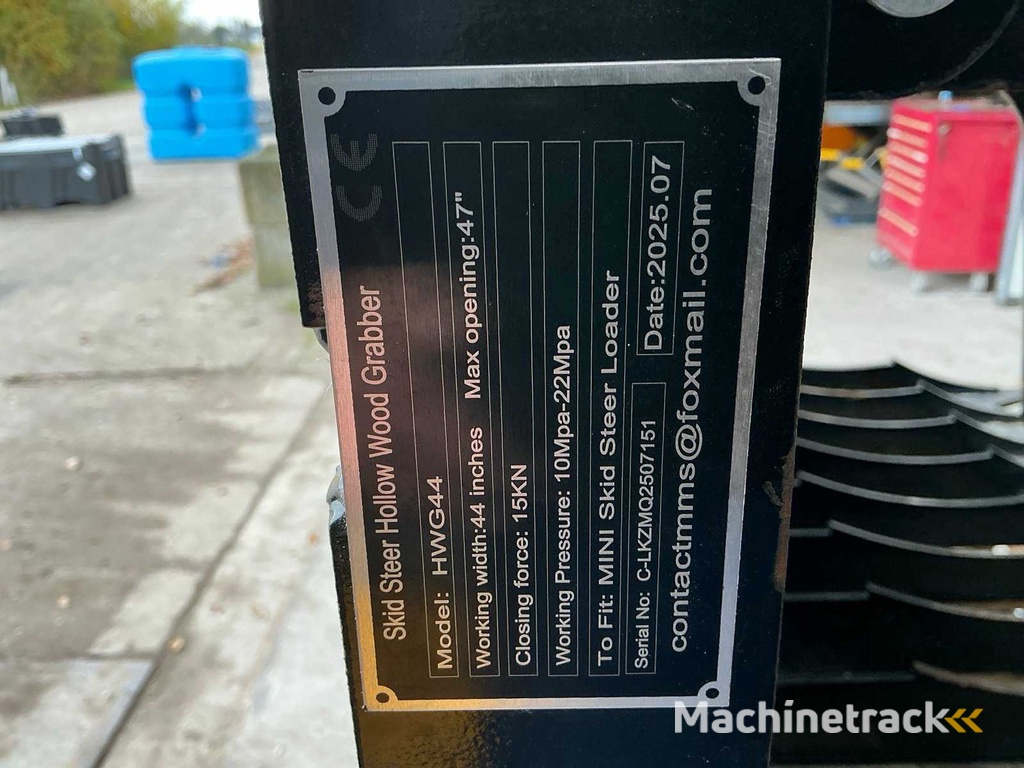 CE
Skid Steer Hollow Wood Grabber
Model: HWG44
Working width:44 inches Max opening:47"
Closing force: 15KN
Working Pressure: 10Mpa-22Mpa
To Fit: MINI Skid Steer Loader
Serial No: C-LKZMQ2507151 Date:2025.07
contactmms@foxmail.com
Machinetrack